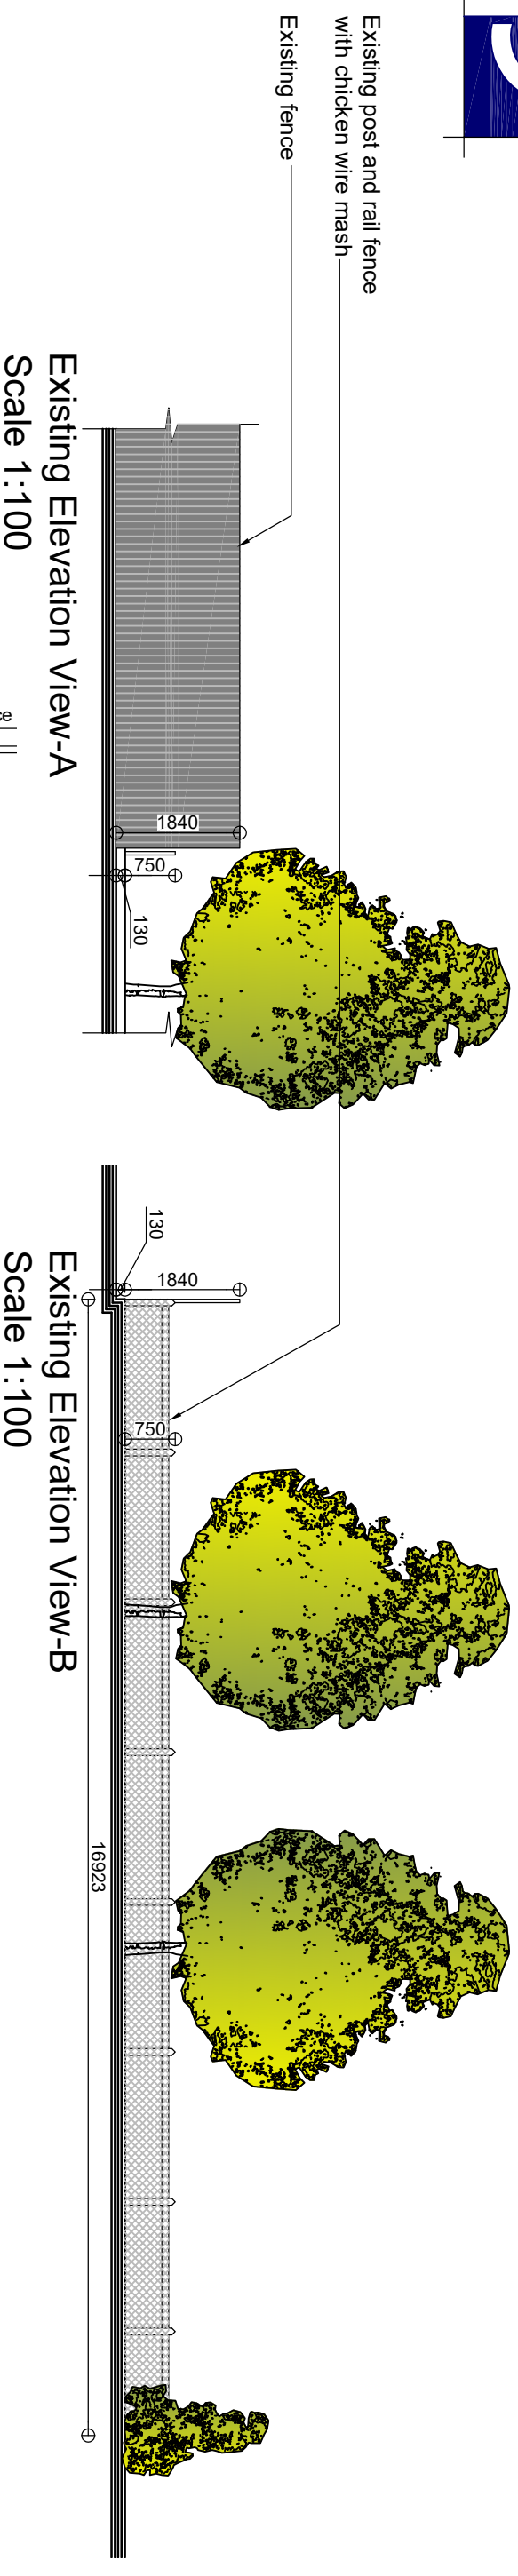 Existing post and rail fence
with chicken wire mash
Existing fence
1840
750
130
Existing Elevation View-A
Scale 1:100
130
1840
750
16923
Existing Elevation View-B
Scale 1:100